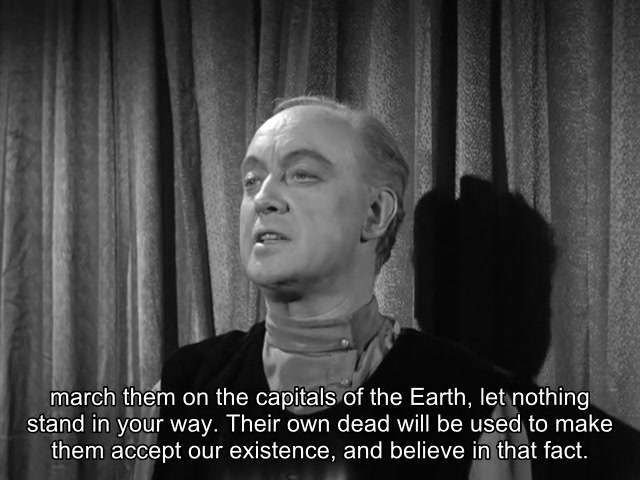 march them on the capitals of the Earth, let nothing
stand in your way. Their own dead will be used to make
them accept our existence, and believe in that fact.